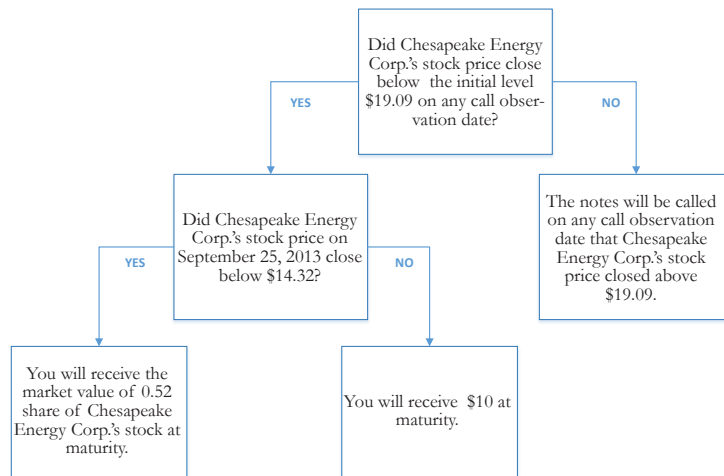 Did Chesapeake Energy
Corp.'s stock price close
below the initial level
$19.09 on any call obser-
vation date?
YES
NO
Did Chesapeake Energy
Corp.'s stock price on
September 25, 2013 close
below $14.32?
The notes will be called
on any call observation
date that Chesapeake
Energy Corp.'s stock
price closed above
$19.09.
YES
NO
You will receive the
market value of 0.52
share of Chesapeake
Energy Corp.'s stock at
maturity.
You will receive $10 at
maturity.